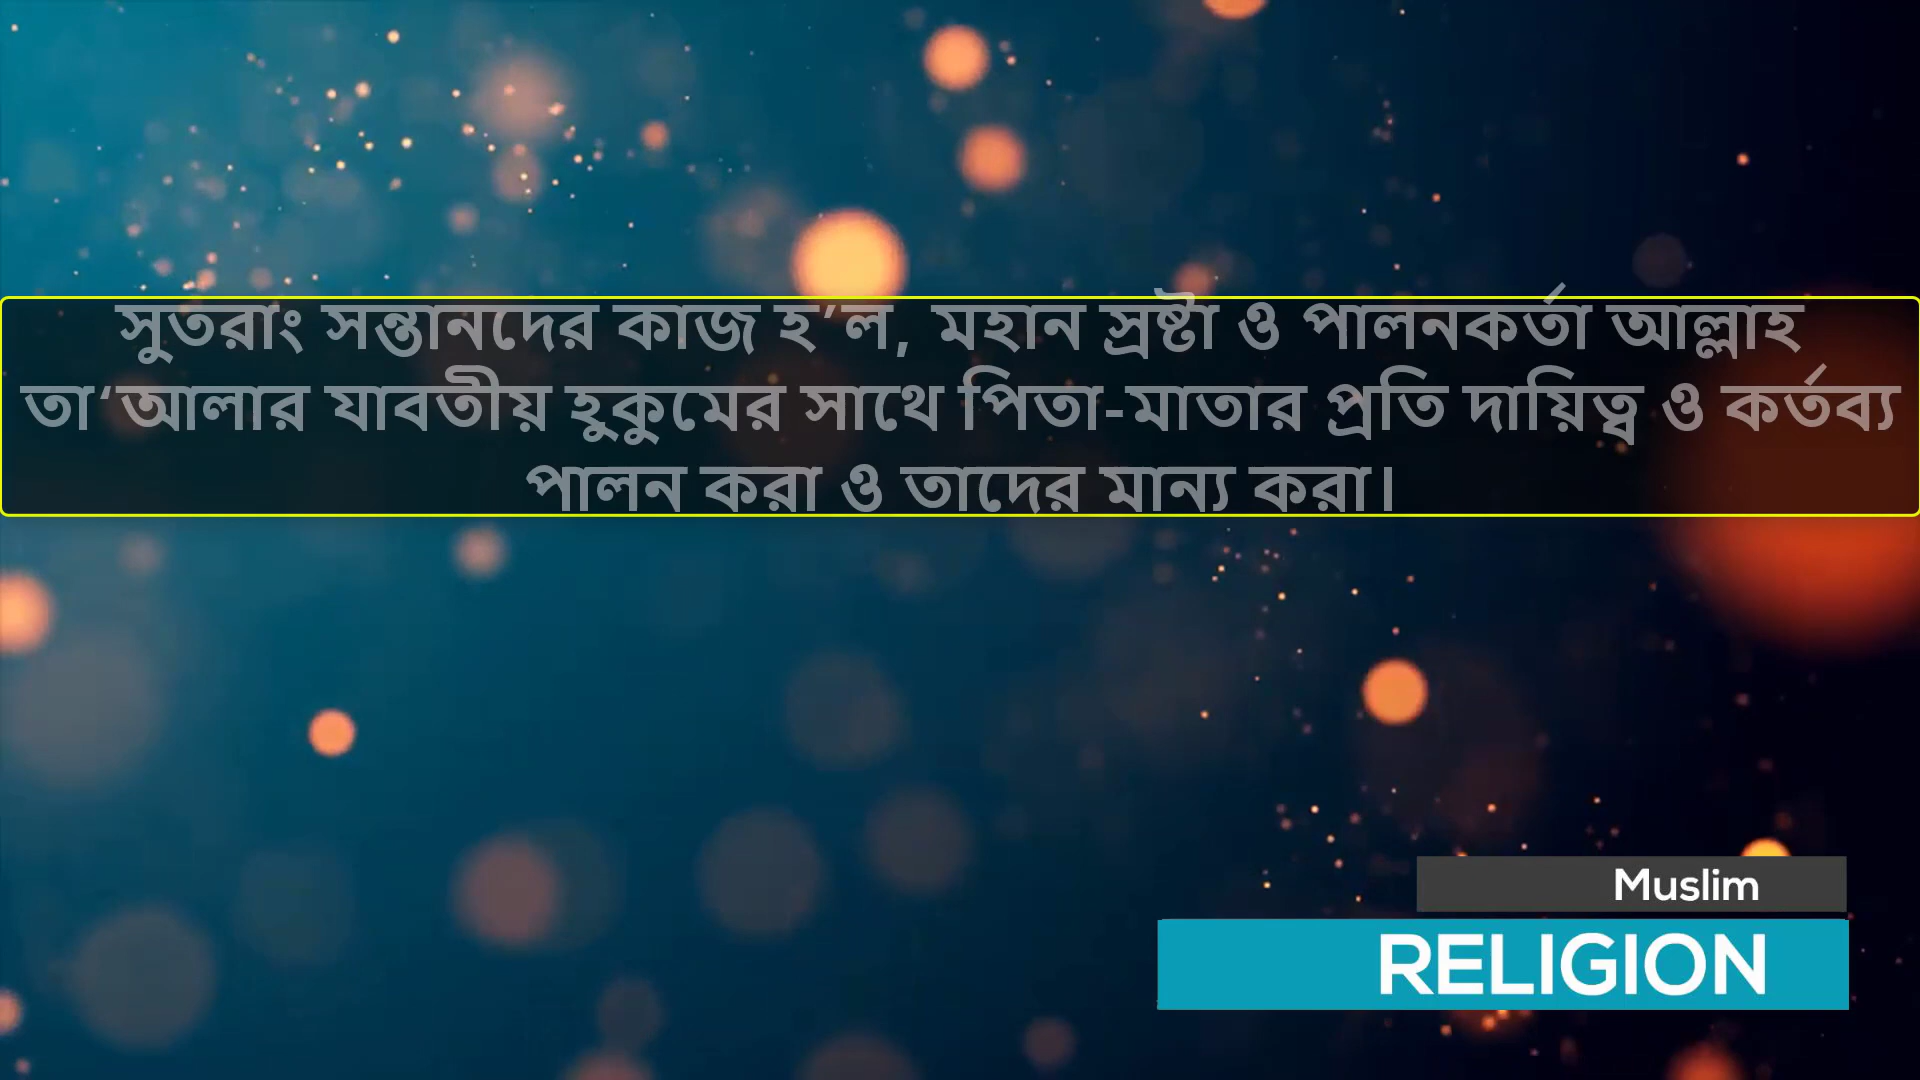 সুতরাং সন্তানদের কাজ হ’ল, মহান স্রষ্টা ও পালনকর্তা আল্লাহ
তা‘আলার যাবতীয় হুকুমের সাথে পিতা-মাতার প্রতি দায়িত্ব ও কর্তব্য
পালন করা ও তাদের মান্য করা।
Muslim
RELIGION